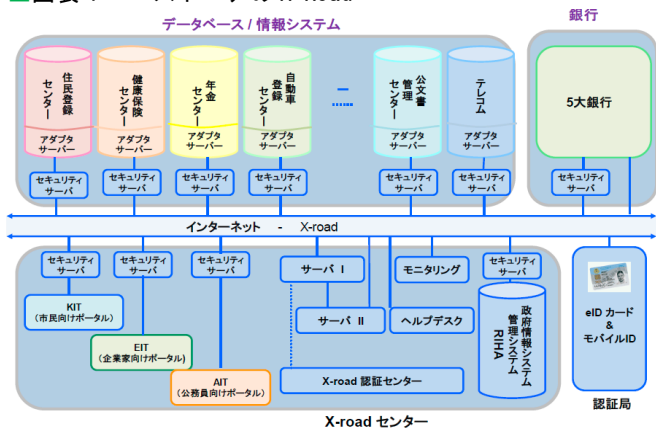 データベース / 情報システム
銀行
住民登録
センター
健康保険
センター
年金
センター
自動車
登録
センター
ー
......
公文書
管理
センター
テレコム
5大銀行
アダプタ
サーバー
アダプタ
サーバー
アダプタ
サーバー
アダプタ
サーバー
アダプタ
サーバー
アダプタ
サーバー
セキュリティ
サーバ
セキュリティ
サーバ
セキュリティ
サーバ
セキュリティ
サーバ
セキュリティ
サーバ
セキュリティ
サーバ
セキュリティ
サーバ
インターネット - X-road
セキュリティ
サーバ
セキュリティ
サーバ
セキュリティ
サーバ
サーバ I
モニタリング
セキュリティ
サーバ
KIT
(市民向けポータル)
サーバ II
ヘルプデスク
政府情報システム
管理システム
RIHA
eID カード
&
モバイルID
EIT
(企業家向けポータル)
AIT
(公務員向けポータル)
X-road 認証センター
認証局
X-road センター